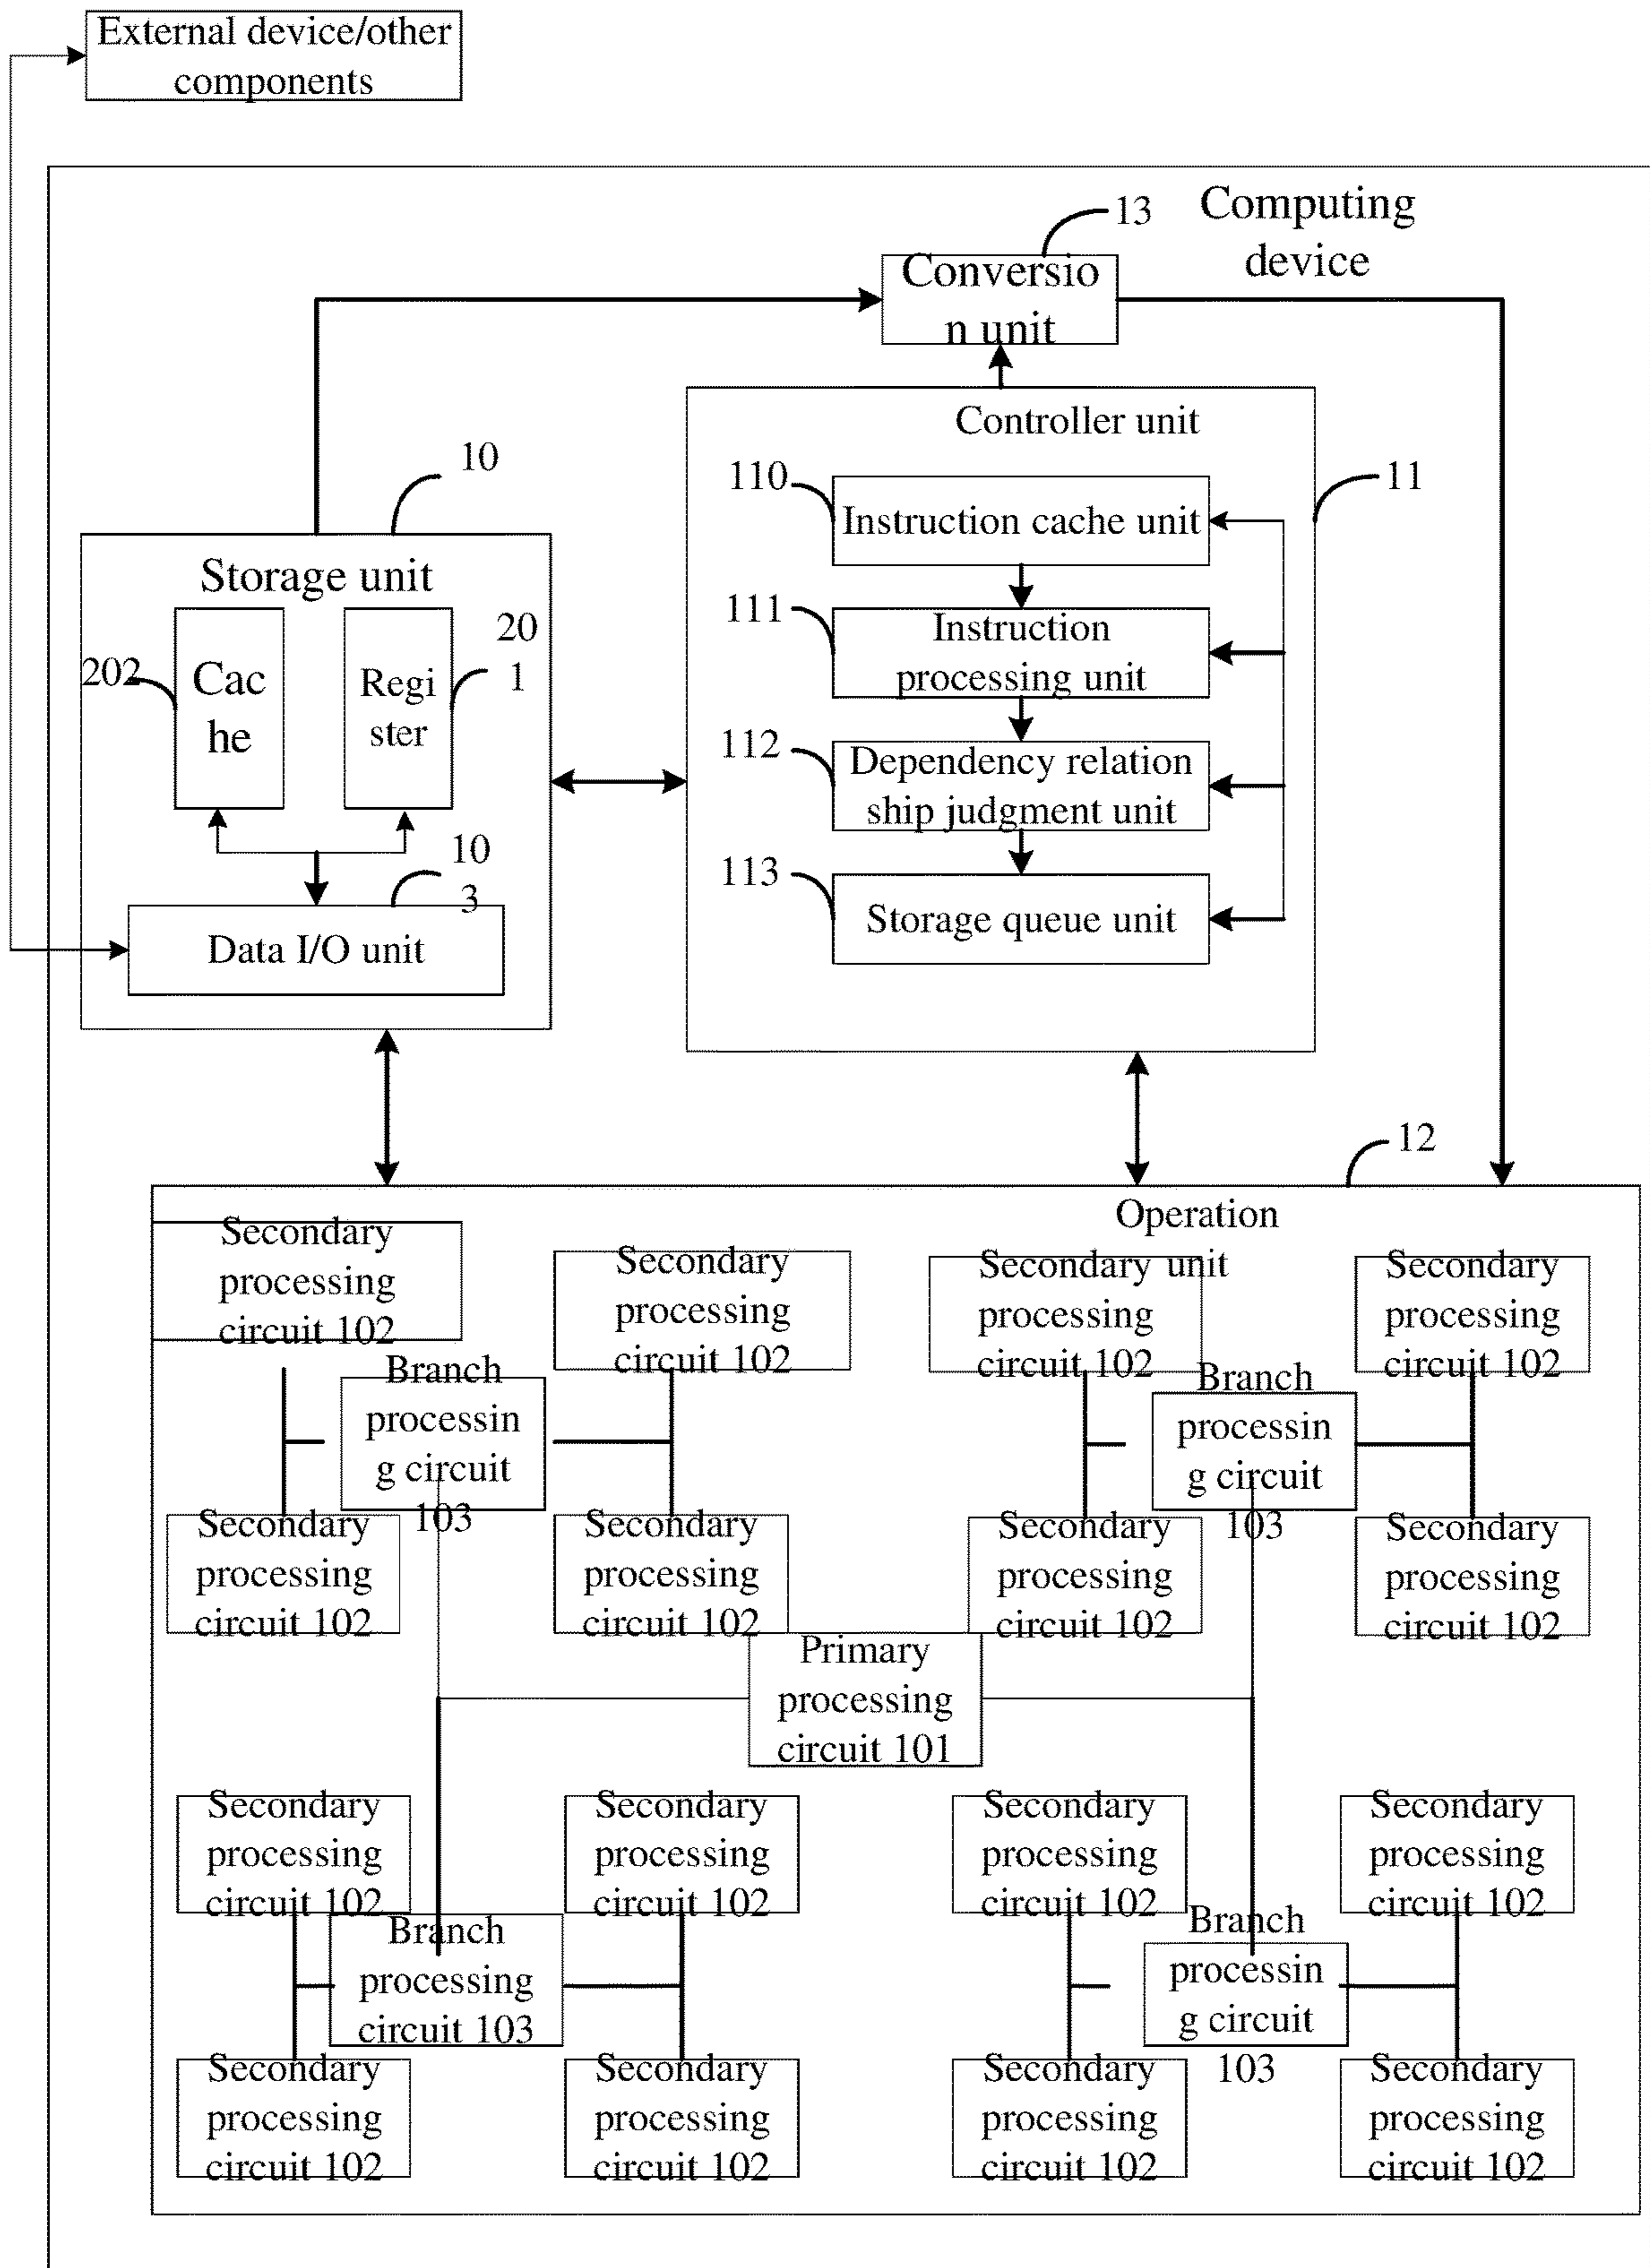 External device/other
components
Computing
device
13
Conversio
n unit
Controller unit
10
11
110
Instruction cache unit
Storage unit
111
Instruction
processing unit
202
Cac
he
Regi
ster
20
1
112
Dependency relation
ship judgment unit
113
Storage queue unit
10
3
Data I/O unit
12
Operation
unit
Secondary
processing
circuit 102
Secondary
processing
circuit 102
Secondary
processing
circuit 102
Secondary
processing
circuit 102
Branch
processin
g circuit
103
Branch
processin
g circuit
103
Secondary
processing
circuit 102
Secondary
processing
circuit 102
Secondary
processing
circuit 102
Secondary
processing
circuit 102
Primary
processing
circuit 101
Secondary
processing
circuit 102
Secondary
processing
circuit 102
Secondary
processing
circuit 102
Secondary
processing
circuit 102
Branch
processing
circuit 103
Branch
processin
g circuit
103
Secondary
processing
circuit 102
Secondary
processing
circuit 102
Secondary
processing
circuit 102
Secondary
processing
circuit 102